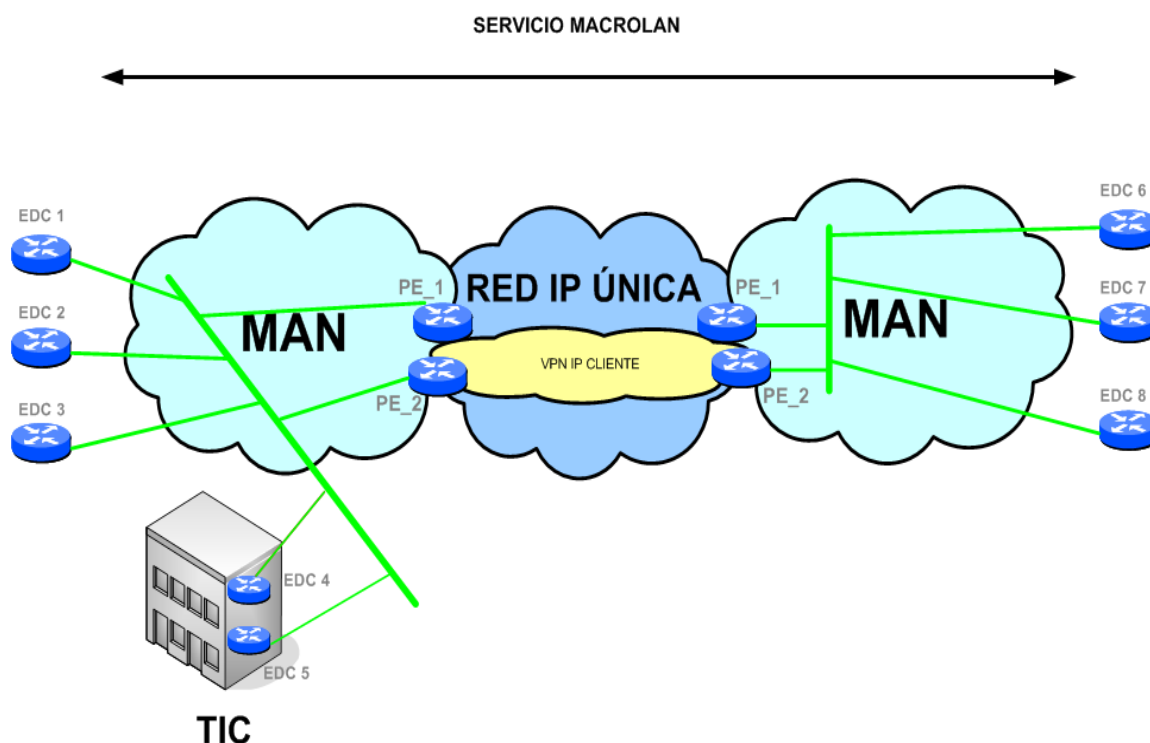 SERVICIO MACROLAN
EDC 1
EDC 2
EDC 3
MAN
PE_1
PE_2
RED IP ÚNICA
VPN IP CLIENTE
PE_1
PE_2
MAN
EDC 6
EDC 7
EDC 8
EDC 4
EDC 5
TIC